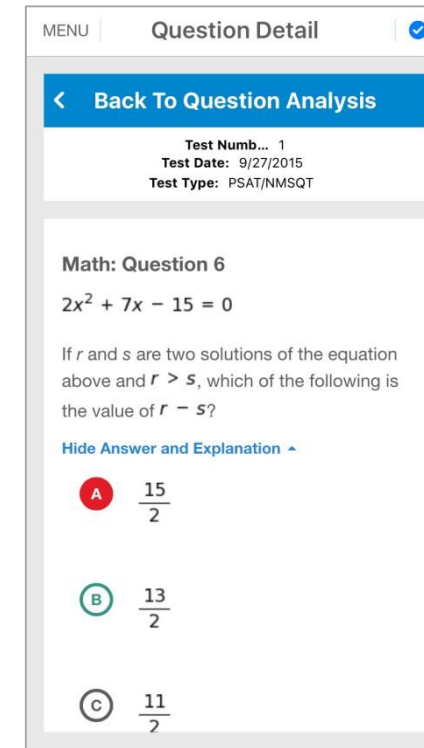 MENU Question Detail
< Back To Question Analysis
Test Numb... 1
Test Date: 9/27/2015
Test Type: PSAT/NMSQT
Math: Question 6
2x² + 7x − 15 = 0
If r and s are two solutions of the equation
above and r > s, which of the following is
the value of r − s?
Hide Answer and Explanation
A 15/2
B 13/2
C 11/2